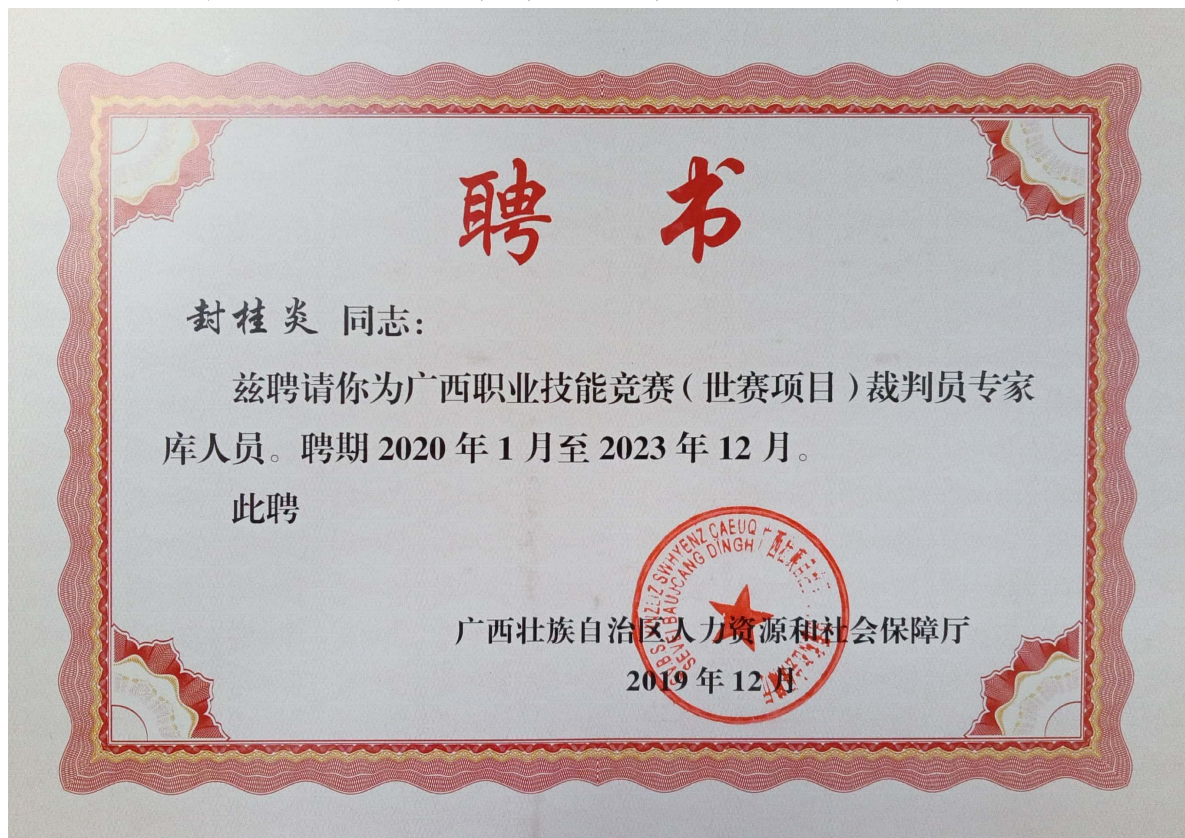 聘 书
封桂炎 同志：
兹聘请你为广西职业技能竞赛（世赛项目）裁判员专家
库人员。聘期 2020 年 1 月至 2023 年 12 月。
此聘
广西壮族自治区人力资源和社会保障厅
2019 年 12 月
CAEUQ
DINGH